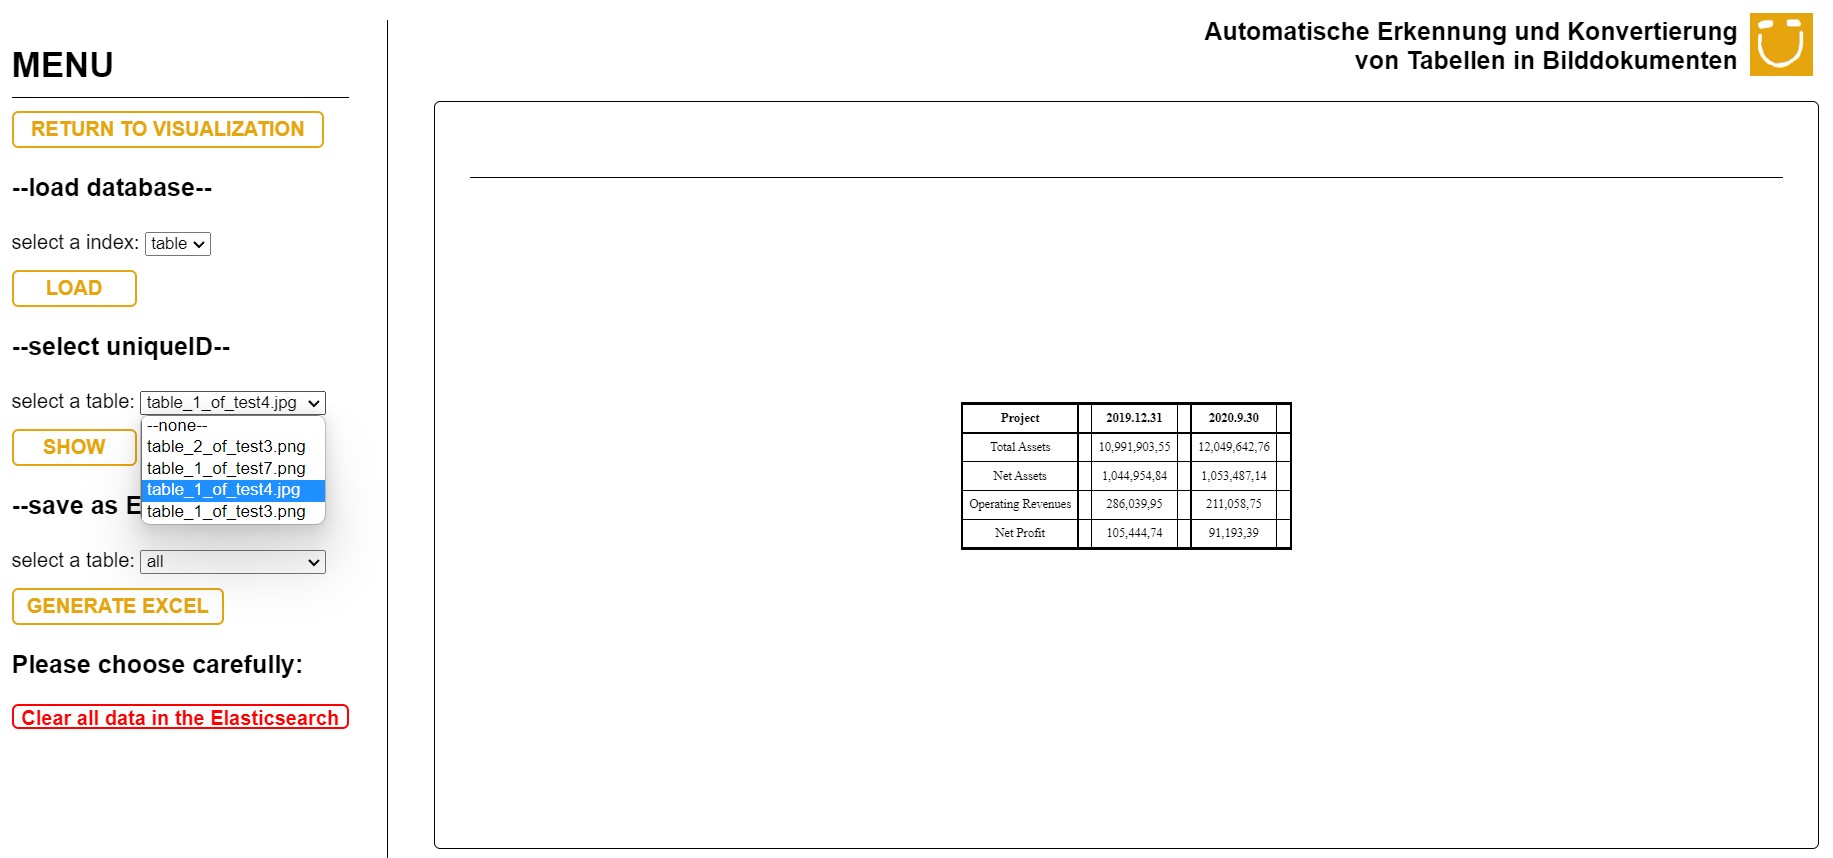 Automatische Erkennung und Konvertierung
von Tabellen in Bilddokumenten
MENU
RETURN TO VISUALIZATION
--load database--
select a index: table
LOAD
--select uniqueID--
select a table: table_1_of_test4.jpg
--none--
table_2_of_test3.png
table_1_of_test7.png
table_1_of_test4.jpg
table_1_of_test3.png
SHOW
--save as E
select a table: all
GENERATE EXCEL
Please choose carefully:
Clear all data in the Elasticsearch
Project 2019.12.31 2020.9.30
Total Assets 10,991,903,55 12,049,642,76
Net Assets 1,044,954,84 1,053,487,14
Operating Revenues 286,039,95 211,058,75
Net Profit 105,444,74 91,193,39